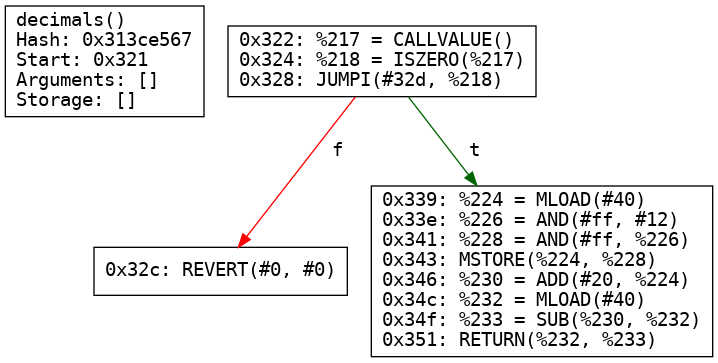 decimals()
Hash: 0x313ce567
Start: 0x321
Arguments: []
Storage: []
0x322: %217 = CALLVALUE()
0x324: %218 = ISZERO(%217)
0x328: JUMPI(#32d, %218)
f
t
0x32c: REVERT(#0, #0)
0x339: %224 = MLOAD(#40)
0x33e: %226 = AND(#ff, #12)
0x341: %228 = AND(#ff, %226)
0x343: MSTORE(%224, %228)
0x346: %230 = ADD(#20, %224)
0x34c: %232 = MLOAD(#40)
0x34f: %233 = SUB(%230, %232)
0x351: RETURN(%232, %233)